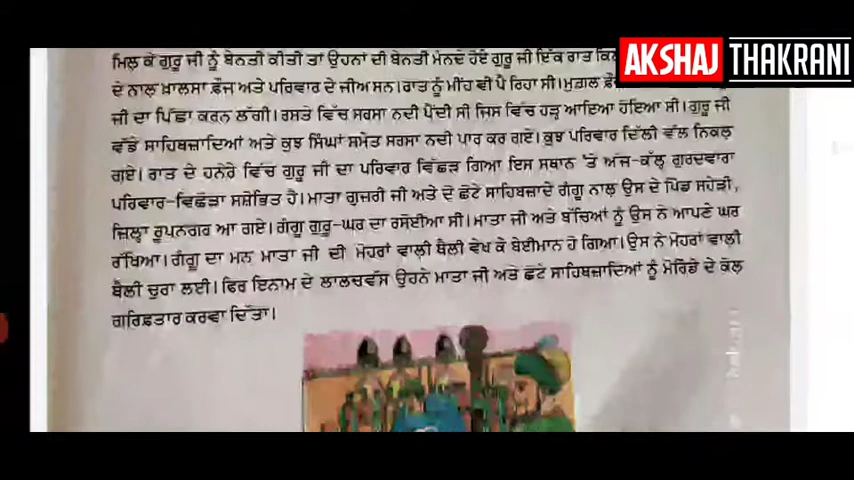 AKSHAJ THAKRANI
ਮਿਲ਼ ਕੇ ਗੁਰੂ ਜੀ ਨੂੰ ਬੇਨਤੀ ਕੀਤੀ ਤਾਂ ਉਹਨਾਂ ਦੀ ਬੇਨਤੀ ਮੰਨਦੇ ਹੋਏ ਗੁਰੂ ਜੀ ਇੱਕ ਰਾਤ
ਦੇ ਨਾਲ਼ ਖ਼ਾਲਸਾ ਫ਼ੌਜ ਅਤੇ ਪਰਿਵਾਰ ਦੇ ਜੀਅ ਸਨ। ਰਾਤ ਨੂੰ ਮੀਂਹ ਵੀ ਪੈ ਰਿਹਾ ਸੀ। ਮੁਗ਼ਲ
ਜੀ ਦਾ ਪਿੱਛਾ ਕਰਨ ਲੱਗੀ। ਰਸਤੇ ਵਿੱਚ ਸਰਸਾ ਨਦੀ ਪੈਂਦੀ ਸੀ ਜਿਸ ਵਿੱਚ ਹੜ੍ਹ ਆਇਆ ਹੋਇਆ ਸੀ। ਗੁਰੂ ਜੀ
ਵੱਡੇ ਸਾਹਿਬਜ਼ਾਦਿਆਂ ਅਤੇ ਕੁਝ ਸਿੰਘਾਂ ਸਮੇਤ ਸਰਸਾ ਨਦੀ ਪਾਰ ਕਰ ਗਏ। ਕੁਝ ਪਰਿਵਾਰ ਦਿੱਲੀ ਵੱਲ ਨਿਕਲ਼
ਗਏ। ਰਾਤ ਦੇ ਹਨੇਰੇ ਵਿੱਚ ਗੁਰੂ ਜੀ ਦਾ ਪਰਿਵਾਰ ਵਿੱਛੜ ਗਿਆ ਇਸ ਸਥਾਨ 'ਤੇ ਅੱਜ-ਕੱਲ੍ਹ ਗੁਰਦਵਾਰਾ
ਪਰਿਵਾਰ-ਵਿਛੋੜਾ ਸਸ਼ੋਭਿਤ ਹੈ। ਮਾਤਾ ਗੁਜਰੀ ਜੀ ਅਤੇ ਦੋ ਛੋਟੇ ਸਾਹਿਬਜ਼ਾਦੇ ਗੰਗੂ ਨਾਲ਼ ਉਸ ਦੇ ਪਿੰਡ ਸਹੇੜੀ,
ਜ਼ਿਲ੍ਹਾ ਰੂਪਨਗਰ ਆ ਗਏ। ਗੰਗੂ ਗੁਰੂ-ਘਰ ਦਾ ਰਸੋਈਆ ਸੀ। ਮਾਤਾ ਜੀ ਅਤੇ ਬੱਚਿਆਂ ਨੂੰ ਉਸ ਨੇ ਆਪਣੇ ਘਰ
ਰੱਖਿਆ। ਗੰਗੂ ਦਾ ਮਨ ਮਾਤਾ ਜੀ ਦੀ ਮੋਹਰਾਂ ਵਾਲ਼ੀ ਥੈਲੀ ਵੇਖ ਕੇ ਬੇਈਮਾਨ ਹੋ ਗਿਆ। ਉਸ ਨੇ ਮੋਹਰਾਂ ਵਾਲ਼ੀ
ਥੈਲੀ ਚੁਰਾ ਲਈ। ਫਿਰ ਇਨਾਮ ਦੇ ਲਾਲਚਵੱਸ ਉਹਨੇ ਮਾਤਾ ਜੀ ਅਤੇ ਛੋਟੇ ਸਾਹਿਬਜ਼ਾਦਿਆਂ ਨੂੰ ਮੋਰਿੰਡੇ ਦੇ ਕੋਲ਼
ਗਰਿਫ਼ਤਾਰ ਕਰਵਾ ਦਿੱਤਾ।